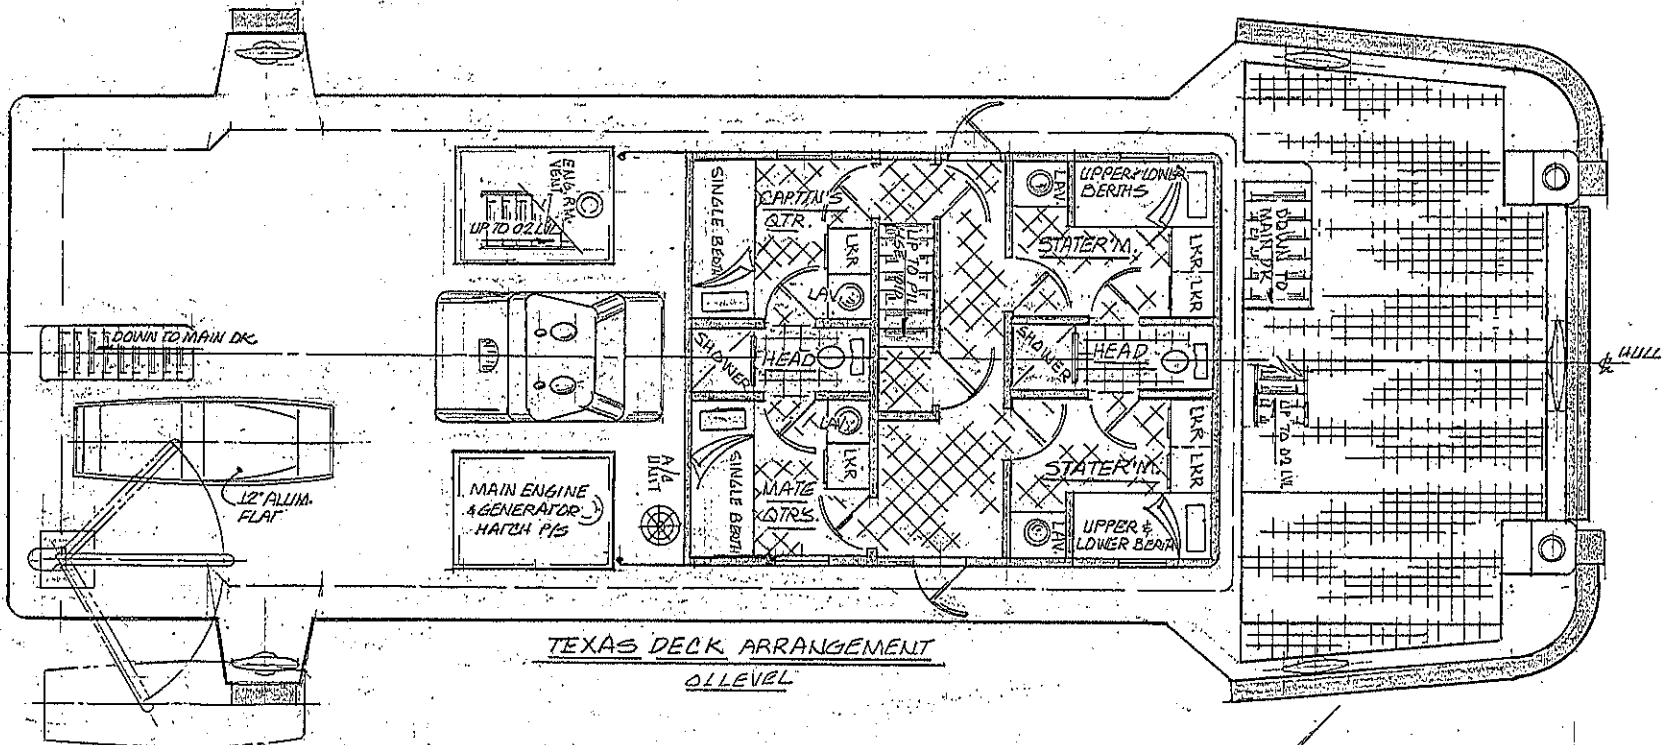 ENG. RM.
VENT
UP TO 02 LVL
SINGLE BERTH
CAPTIN'S
QTR.
LKR
LAV.
UP TO PILOT
HSE
LAV
UPPER & LOWER
BERTHS
STATER'M.
LKR LKR
DOWN TO
MAIN DK.
DOWN TO MAIN DK.
SHOWER
HEAD
SHOWER
HEAD
HULL
UP TO 02 LVL
12' ALUM.
FLAT
MAIN ENGINE
& GENERATOR
HATCH P/S
A/C
UNIT
SINGLE BERTH
LAV
LKR
MATE
QTRS.
STATER'M.
LKR LKR
LAV
UPPER &
LOWER BERTH
TEXAS DECK ARRANGEMENT
01 LEVEL